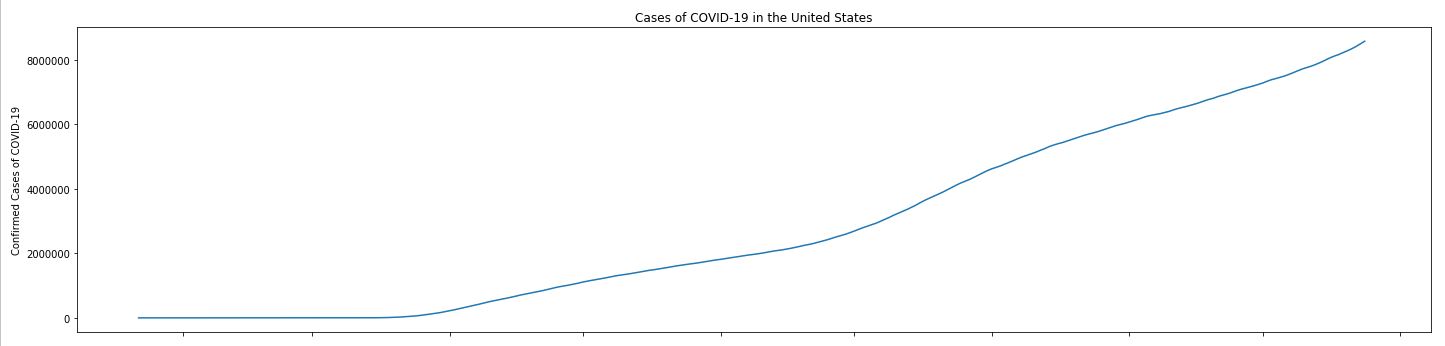 Cases of COVID-19 in the United States
Confirmed Cases of COVID-19
8000000
6000000
4000000
2000000
0